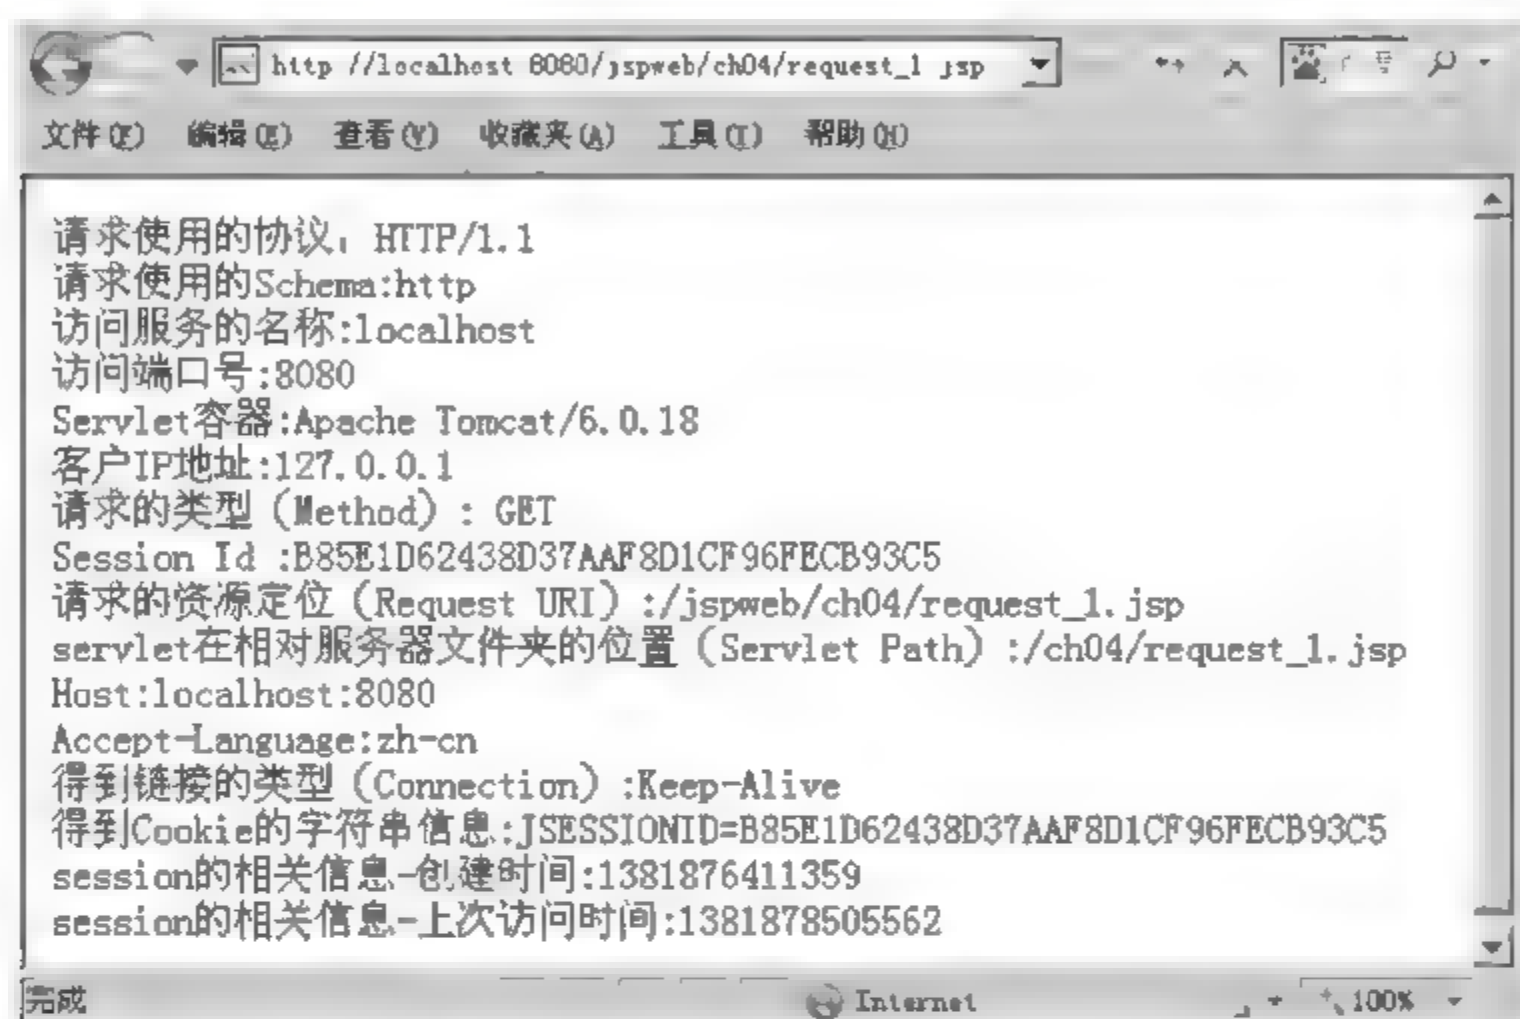 http //localhost 8080/jspweb/ch04/request_1 jsp
文件(F) 编辑(E) 查看(V) 收藏夹(A) 工具(T) 帮助(H)
请求使用的协议: HTTP/1.1
请求使用的Schema:http
访问服务的名称:localhost
访问端口号:8080
Servlet容器:Apache Tomcat/6.0.18
客户IP地址:127.0.0.1
请求的类型（Method）: GET
Session Id :B85E1D62438D37AAF8D1CF96FECB93C5
请求的资源定位（Request URI）:/jspweb/ch04/request_1.jsp
servlet在相对服务器文件夹的位置（Servlet Path）:/ch04/request_1.jsp
Host:localhost:8080
Accept-Language:zh-cn
得到链接的类型（Connection）:Keep-Alive
得到Cookie的字符串信息:JSESSIONID=B85E1D62438D37AAF8D1CF96FECB93C5
session的相关信息-创建时间:1381876411359
session的相关信息-上次访问时间:1381878505562
完成 Internet 100%